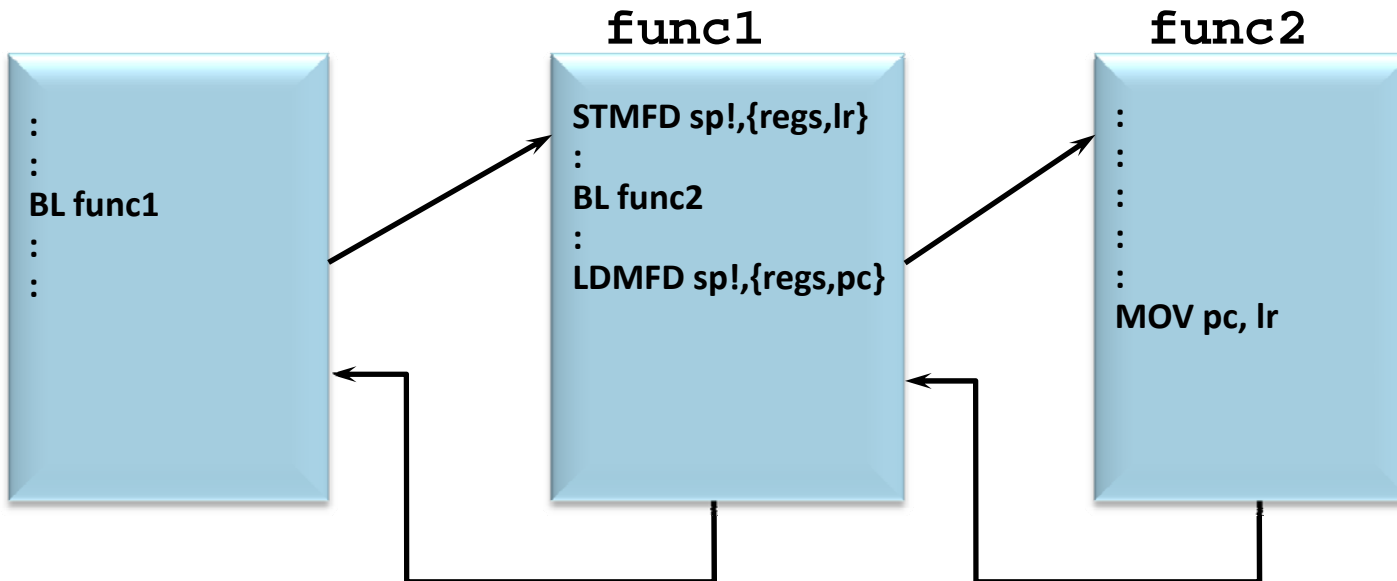 func1
func2
:
:
BL func1
:
:
STMFD sp!,{regs,lr}
:
BL func2
:
LDMFD sp!,{regs,pc}
:
:
:
:
:
MOV pc, lr